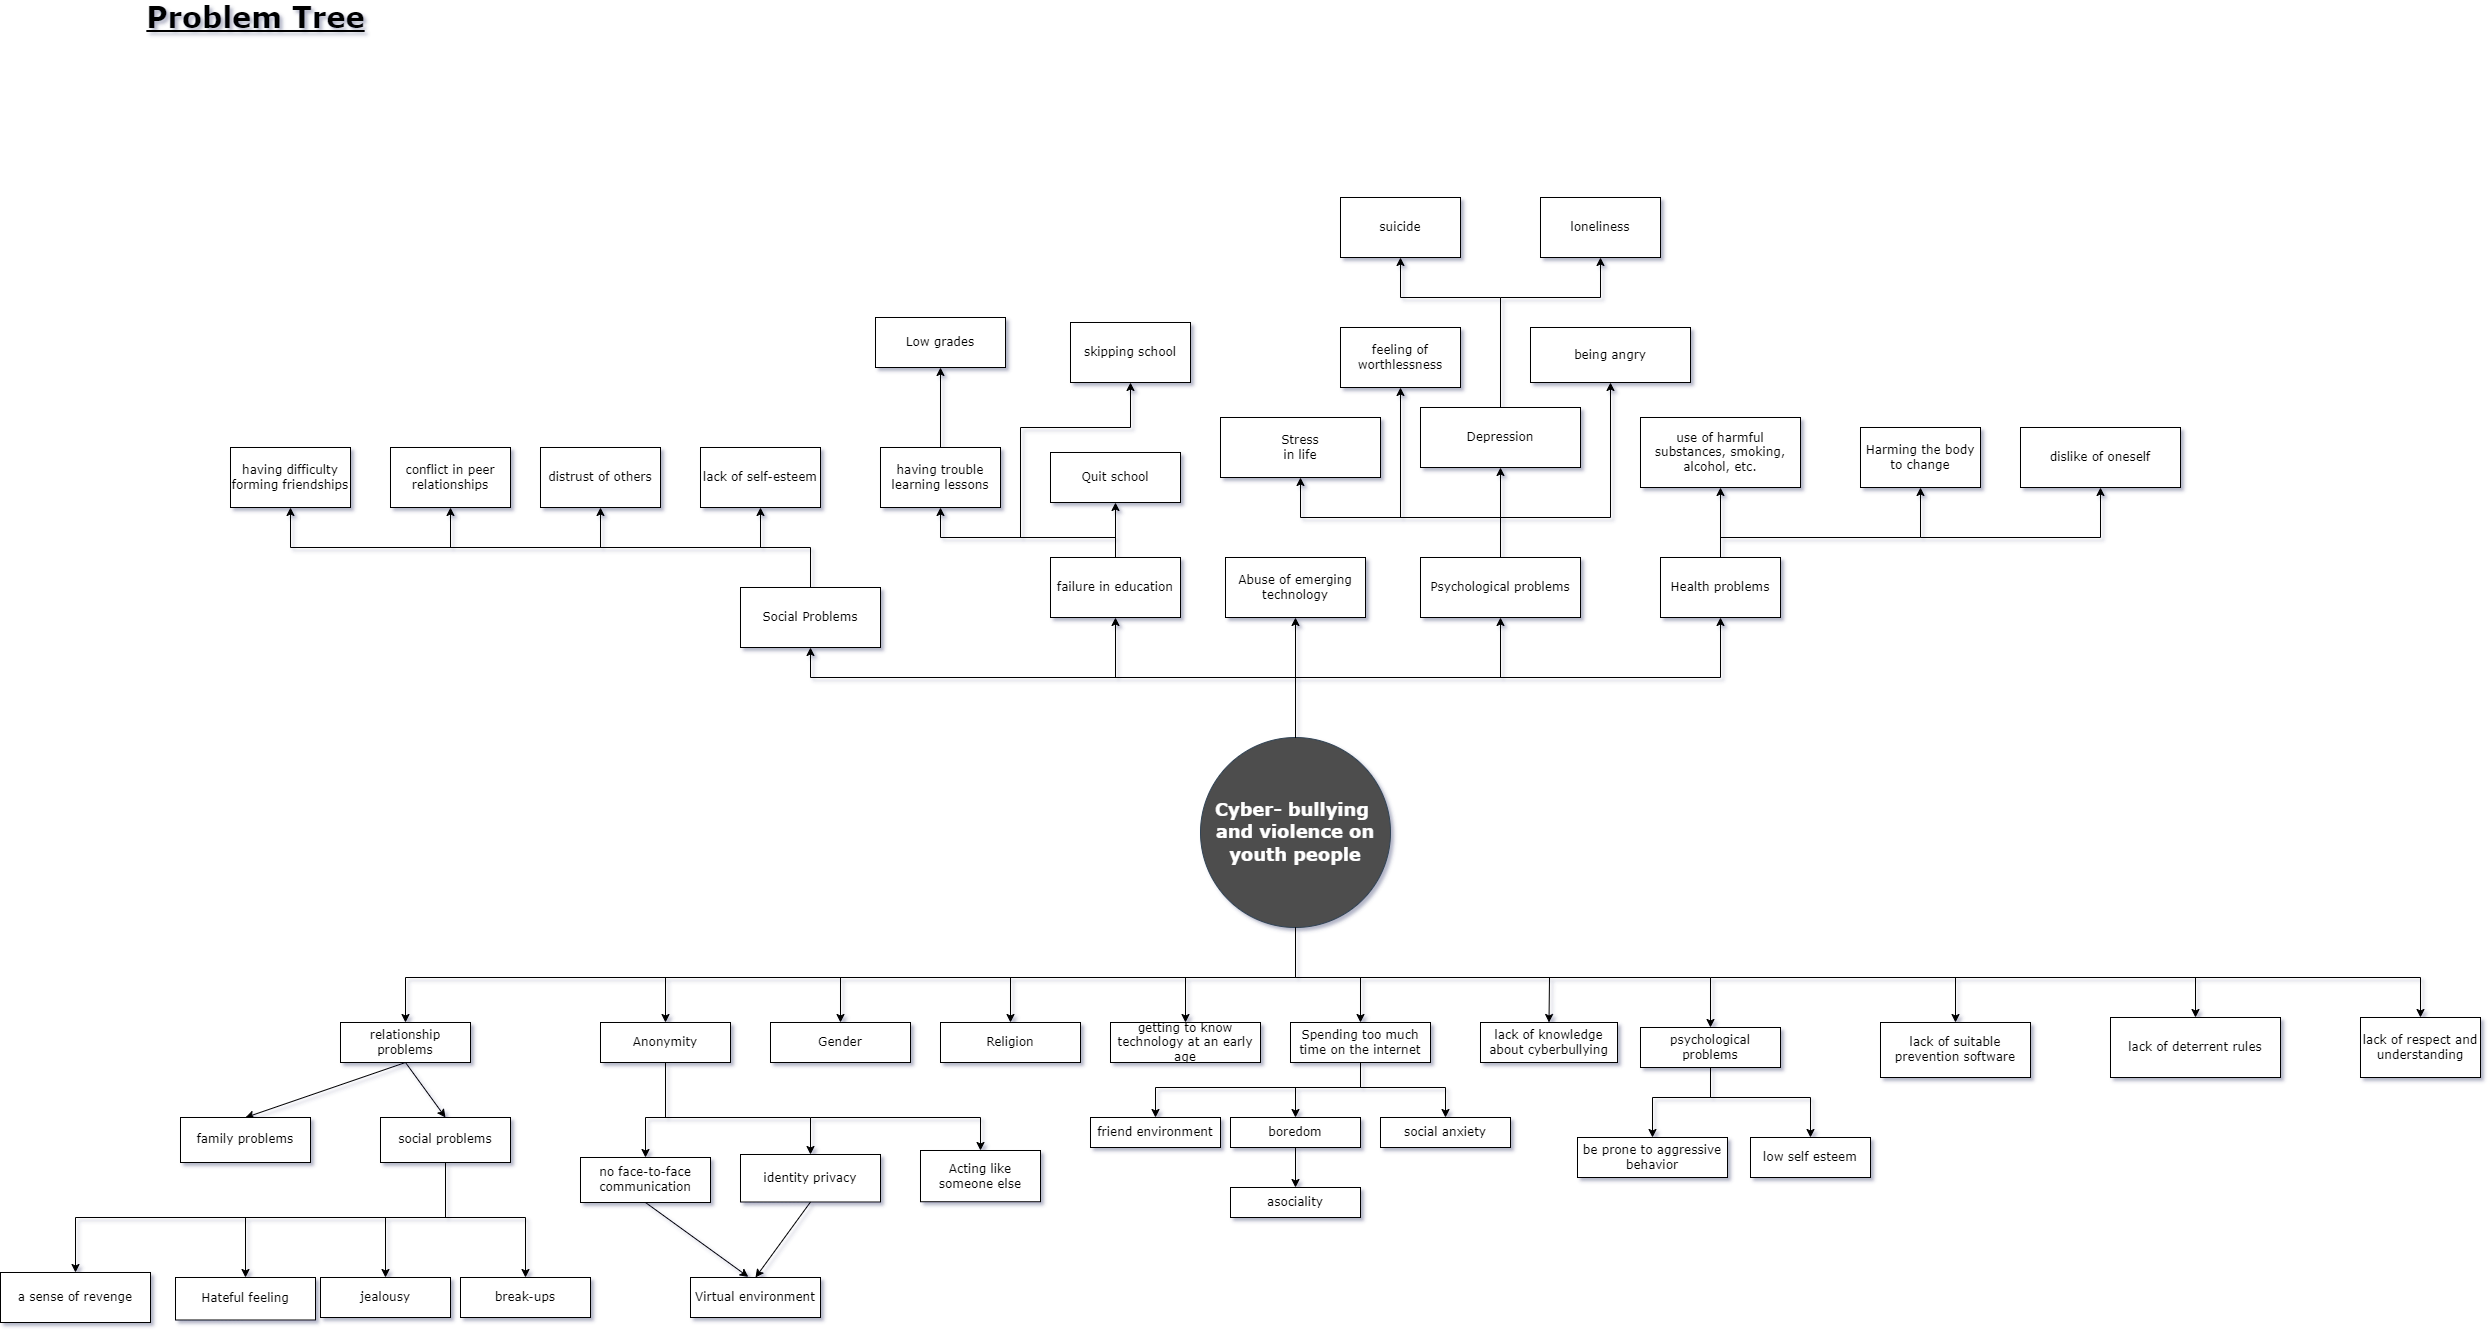 Problem Tree
suicide
loneliness
Low grades
skipping school
feeling of
worthlessness
being angry
Stress
in life
Depression
use of harmful
substances, smoking,
alcohol, etc.
Harming the body
to change
dislike of oneself
having difficulty
forming friendships
conflict in peer
relationships
distrust of others
lack of self-esteem
having trouble
learning lessons
Quit school
Social Problems
failure in education
Abuse of emerging
technology
Psychological problems
Health problems
Cyber- bullying
and violence on
youth people
relationship
problems
Anonymity
Gender
Religion
getting to know
technology at an early
age
Spending too much
time on the internet
lack of knowledge
about cyberbullying
psychological
problems
lack of suitable
prevention software
lack of deterrent rules
lack of respect and
understanding
family problems
social problems
no face-to-face
communication
identity privacy
Acting like
someone else
friend environment
boredom
social anxiety
be prone to aggressive
behavior
low self esteem
asociality
a sense of revenge
Hateful feeling
jealousy
break-ups
Virtual environment